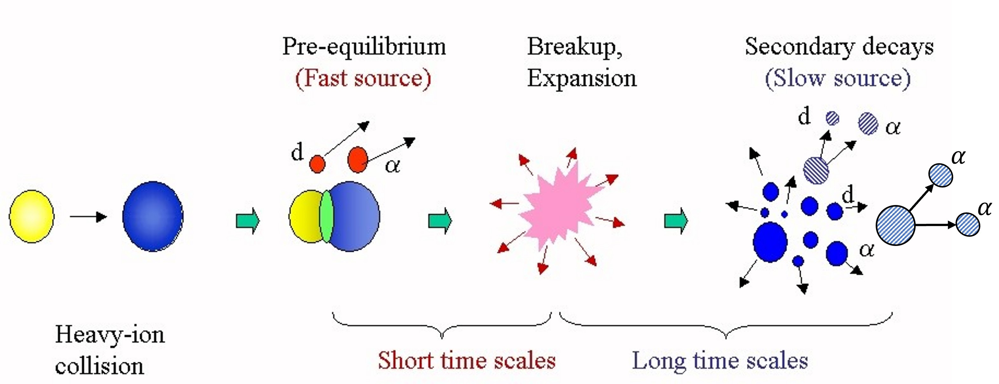 Pre-equilibrium
(Fast source)
Breakup,
Expansion
Secondary decays
(Slow source)
d
α
d
α
α
d
α
α
Heavy-ion
collision
Short time scales
Long time scales